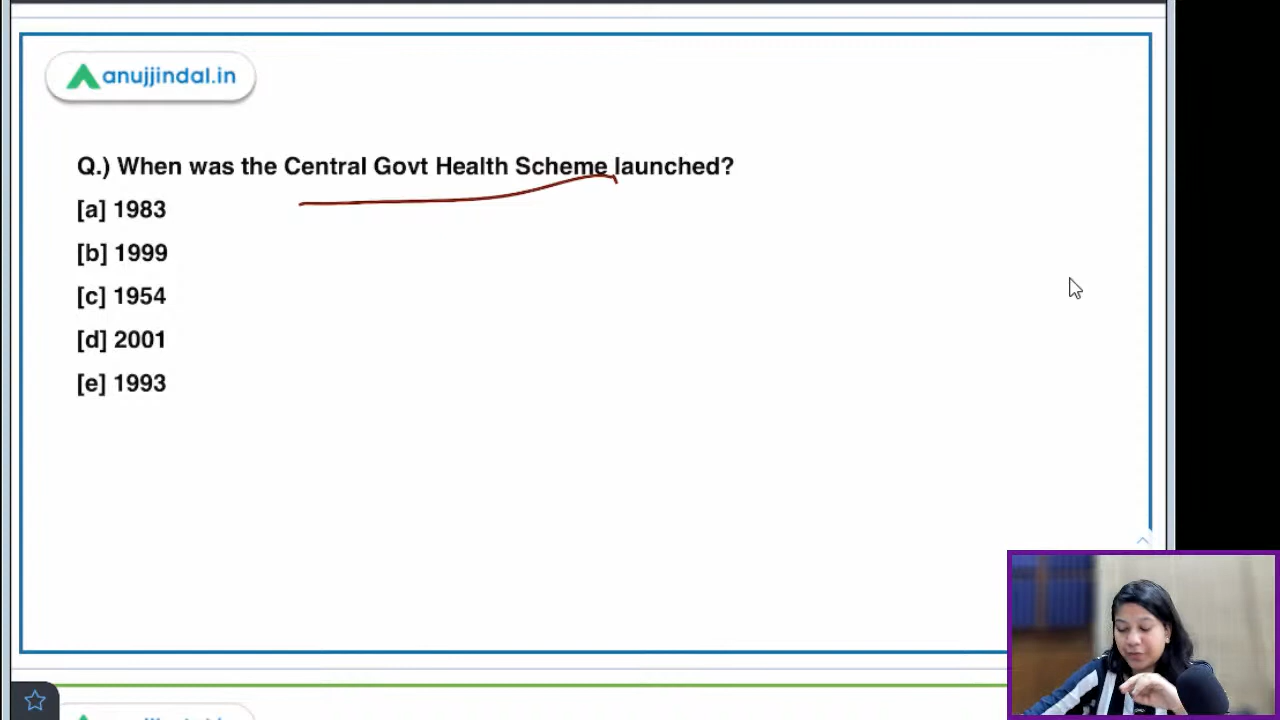 anujjindal.in
Q.) When was the Central Govt Health Scheme launched?
[a] 1983
[b] 1999
[c] 1954
[d] 2001
[e] 1993